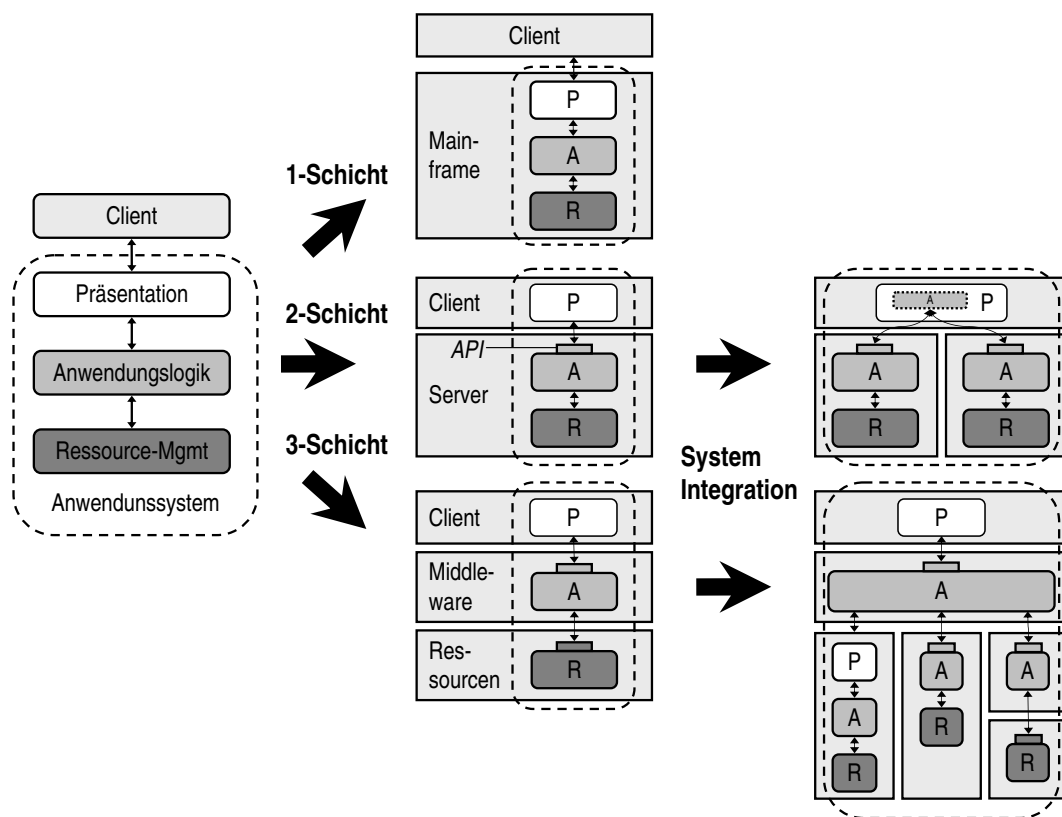 Client
Präsentation
Anwendungslogik
Ressource-Mgmt
Anwendunssystem
1-Schicht
2-Schicht
3-Schicht
Client
Main-
frame
P
A
R
Client
P
API
Server
A
R
Client
P
Middle-
ware
A
Res-
sourcen
R
System
Integration
A
P
A
A
R
R
P
A
P
A
R
A
R
A
R